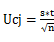 Ucj = s*t/√n